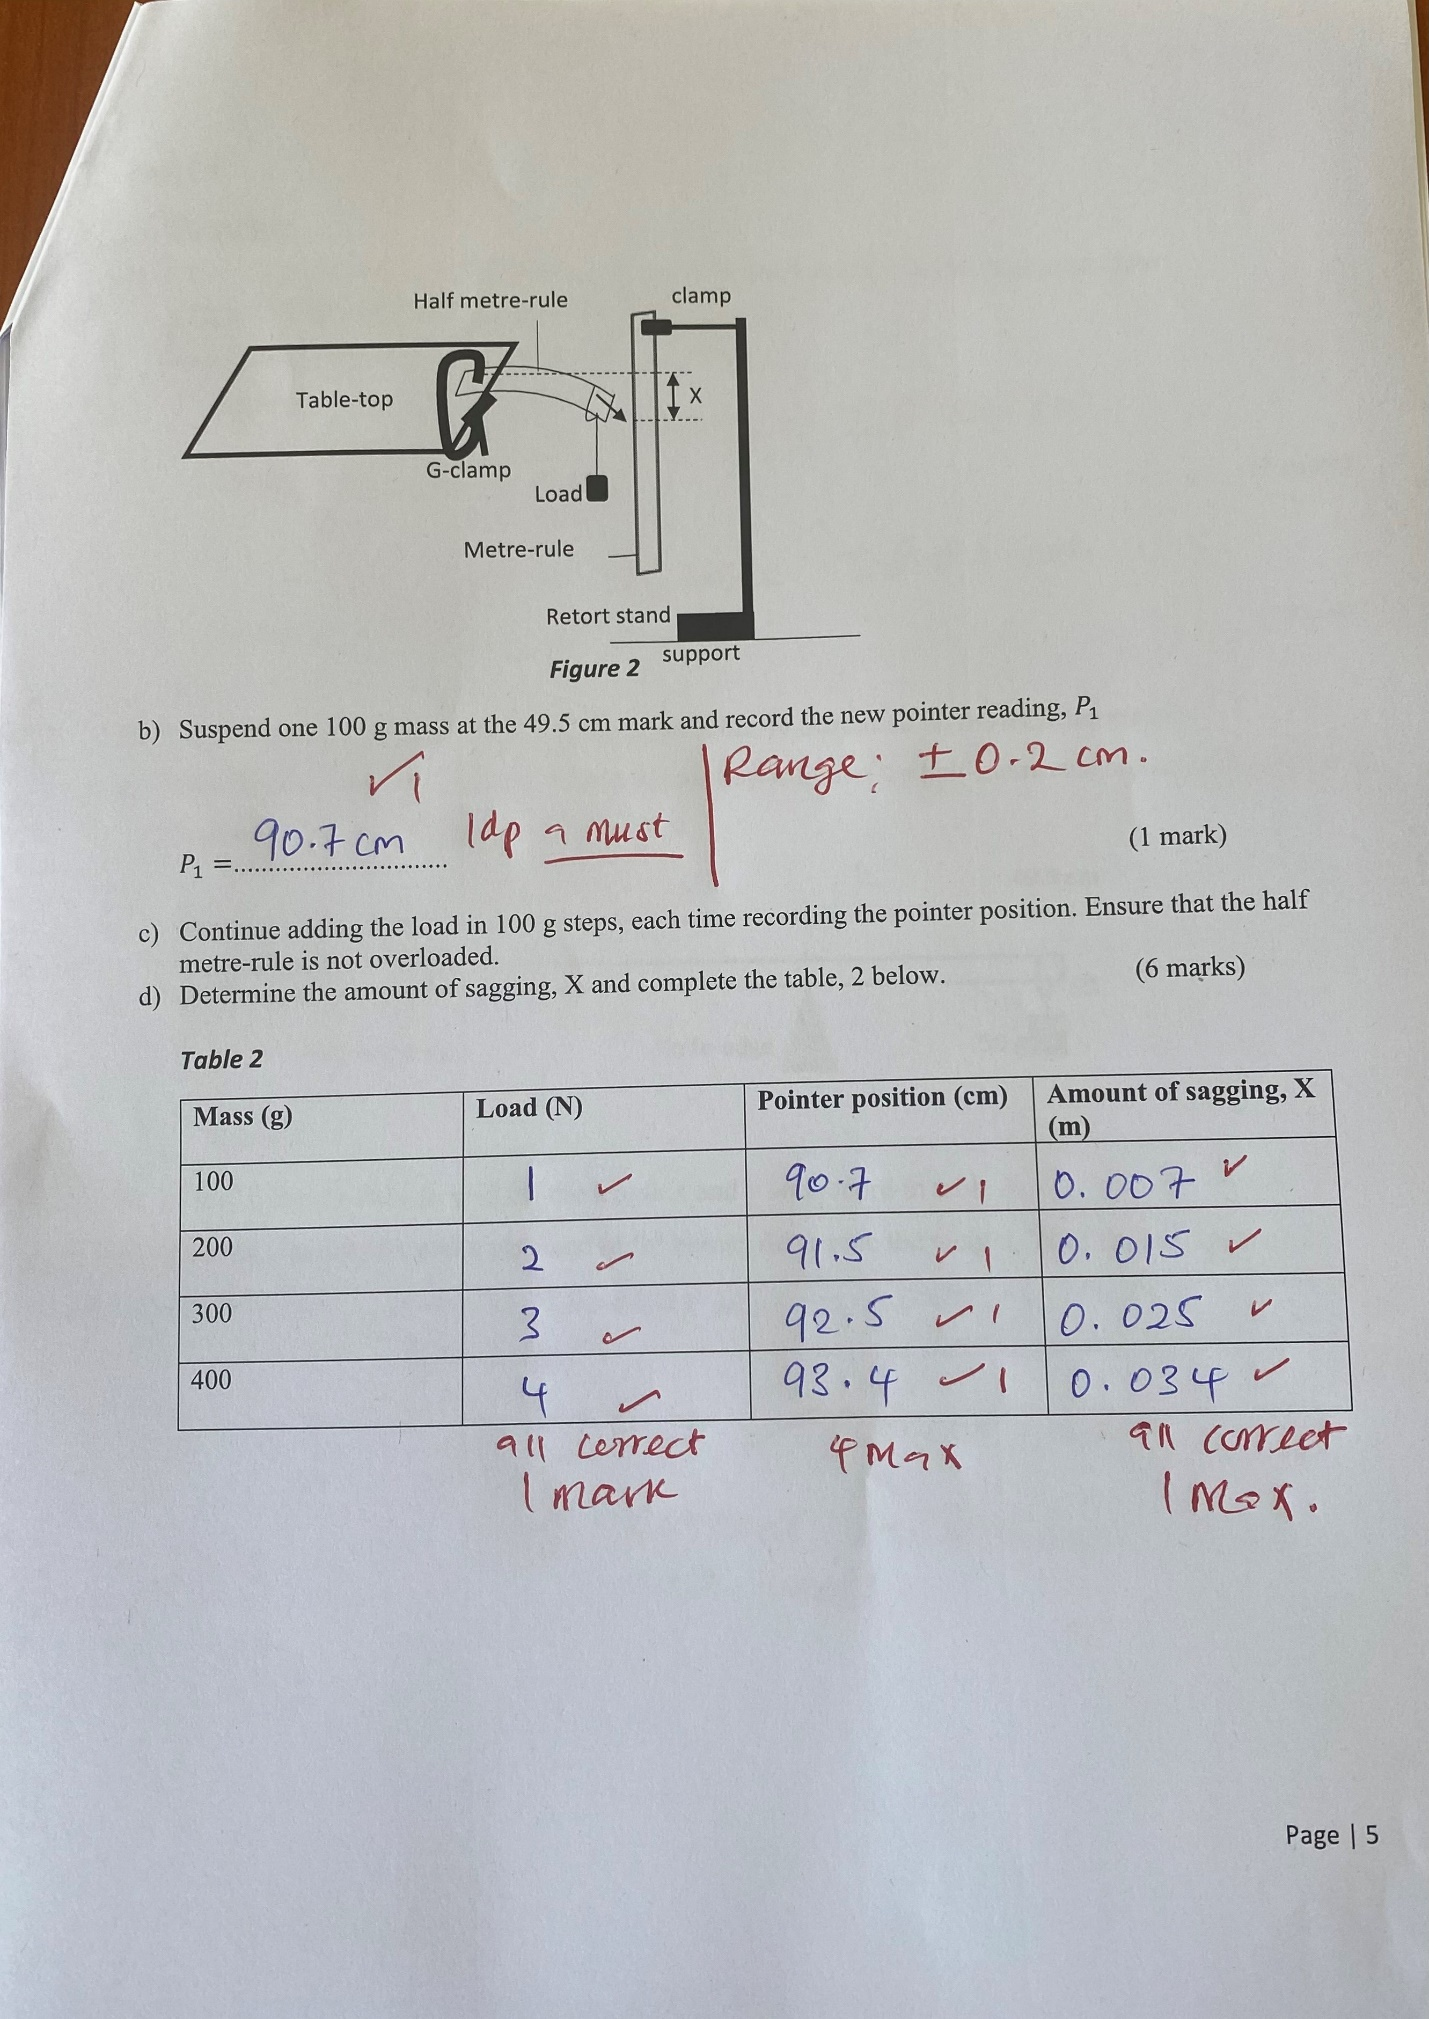 Half metre-rule
clamp
Table-top
X
G-clamp
Load
Metre-rule
Retort stand
support
Figure 2
b) Suspend one 100 g mass at the 49.5 cm mark and record the new pointer reading, P₁
✓1
Range: ± 0.2 cm.
P₁ =..............................
90.7 cm
1dp a must
(1 mark)
c) Continue adding the load in 100 g steps, each time recording the pointer position. Ensure that the half
metre-rule is not overloaded.
d) Determine the amount of sagging, X and complete the table, 2 below.
(6 marks)
Table 2
Mass (g) Load (N) Pointer position (cm) Amount of sagging, X
(m)
100 1 ✓ 90.7 ✓1 0.007 ✓
200 2 ✓ 91.5 ✓1 0.015 ✓
300 3 ✓ 92.5 ✓1 0.025 ✓
400 4 ✓ 93.4 ✓1 0.034 ✓
all correct 4 Max all correct
1 mark 1 Max.
Page | 5